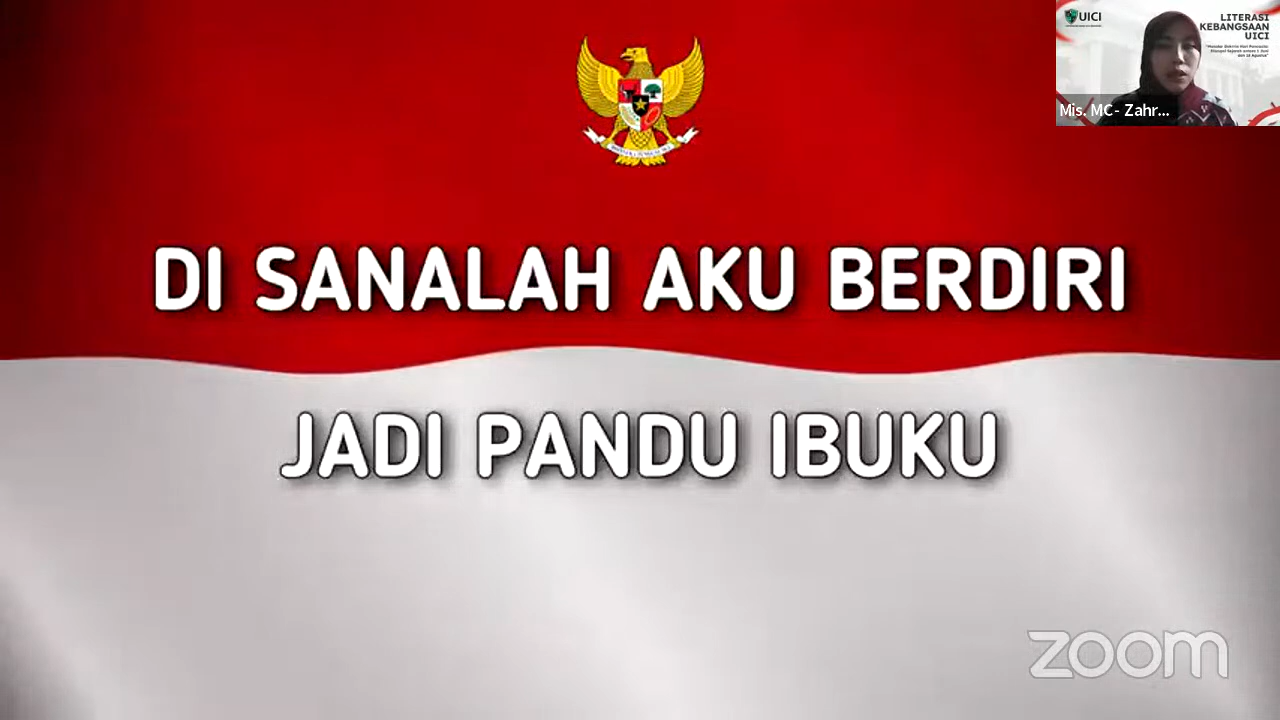 DI SANALAH AKU BERDIRI
JADI PANDU IBUKU
UICI
LITERASI
KEBANGSAAN
UICI
Mis. MC- Zahr...
zoom